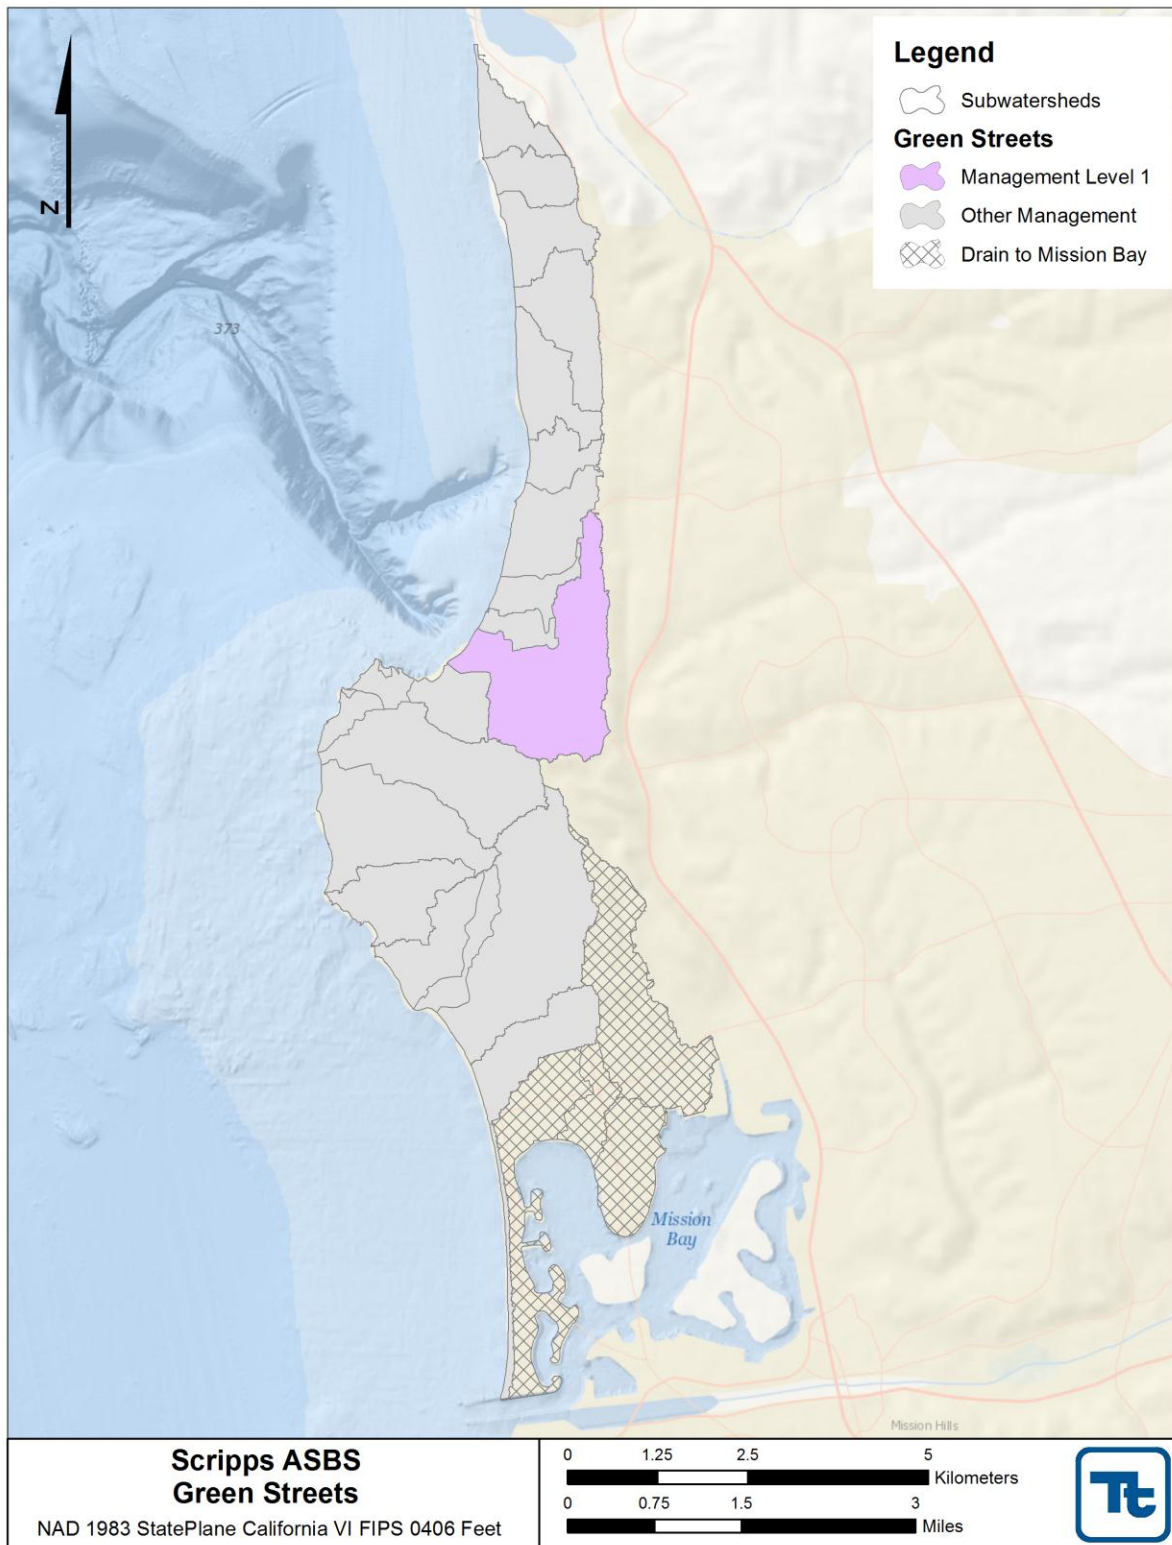 Legend
Subwatersheds
Green Streets
Management Level 1
Other Management
Drain to Mission Bay
N
373
Mission
Bay
Mission Hills
Scripps ASBS
Green Streets
NAD 1983 StatePlane California VI FIPS 0406 Feet
0 1.25 2.5 5
Kilometers
0 0.75 1.5 3
Miles
Tt